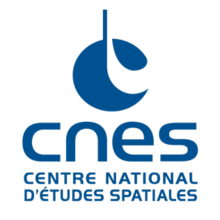 cnes
CENTRE NATIONAL
D'ÉTUDES SPATIALES